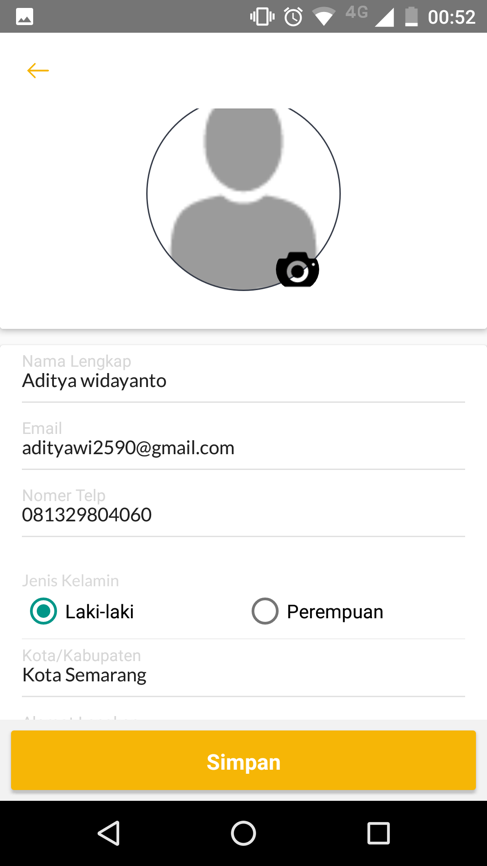 4G 00:52
Nama Lengkap
Aditya widayanto
Email
adityawi2590@gmail.com
Nomer Telp
081329804060
Jenis Kelamin
Laki-laki Perempuan
Kota/Kabupaten
Kota Semarang
Simpan